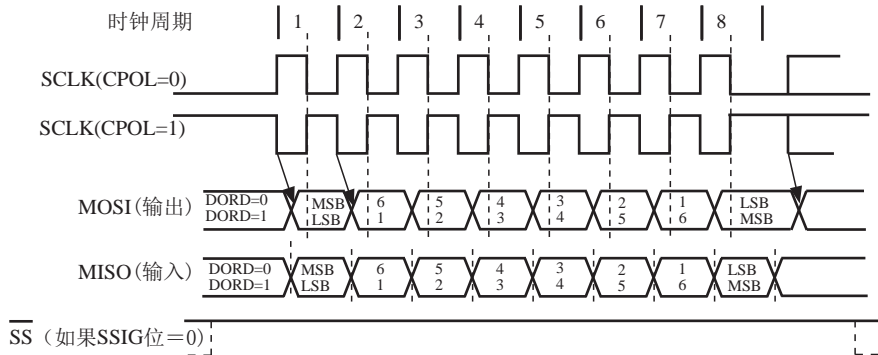 时钟周期 1 2 3 4 5 6 7 8
SCLK(CPOL=0)
SCLK(CPOL=1)
MOSI(输出) DORD=0 MSB 6 5 4 3 2 1 LSB
DORD=1 LSB 1 2 3 4 5 6 MSB
MISO(输入) DORD=0 MSB 6 5 4 3 2 1 LSB
DORD=1 LSB 1 2 3 4 5 6 MSB
SS（如果SSIG位＝0)